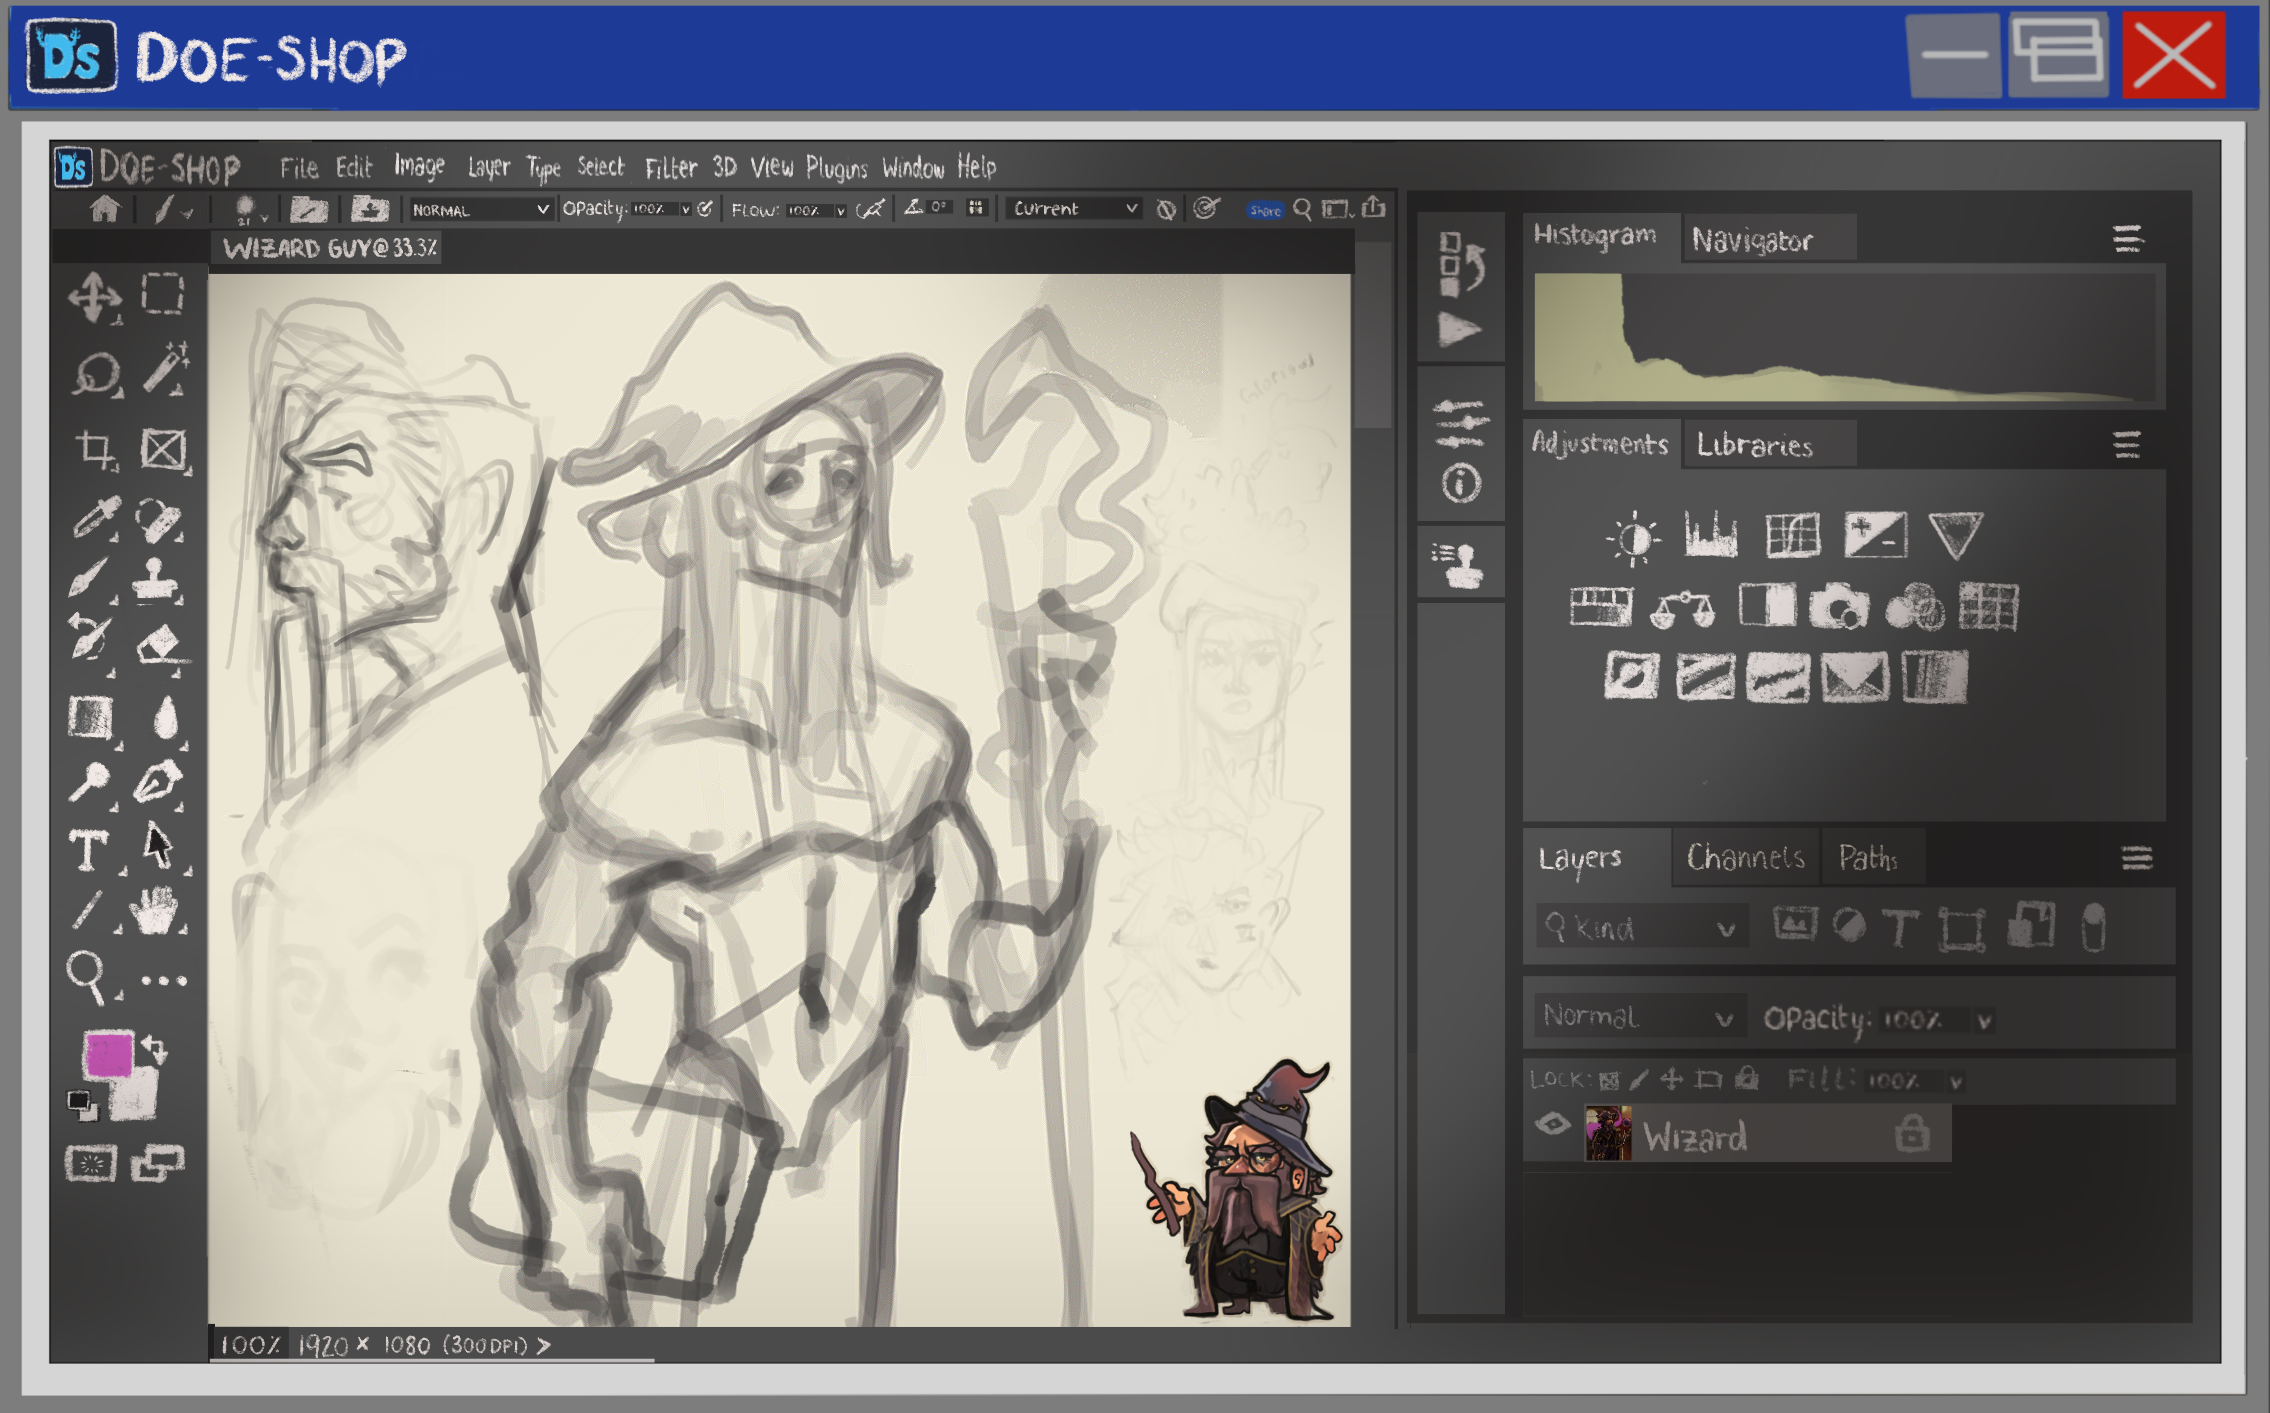 Ds DOE-SHOP
Ds DOE-SHOP File Edit Image Layer Type Select Filter 3D View Plugins Window Help
21 NORMAL OPACITY: 100% FLOW: 100% 0° Current Share
WIZARD GUY@33.3%
Histogram Navigator
Adjustments Libraries
T
Layers Channels Paths
Kind T
Normal OPACITY: 100%
LOCK: Fill: 100%
Wizard
100% 1920 × 1080 (300DPI) >